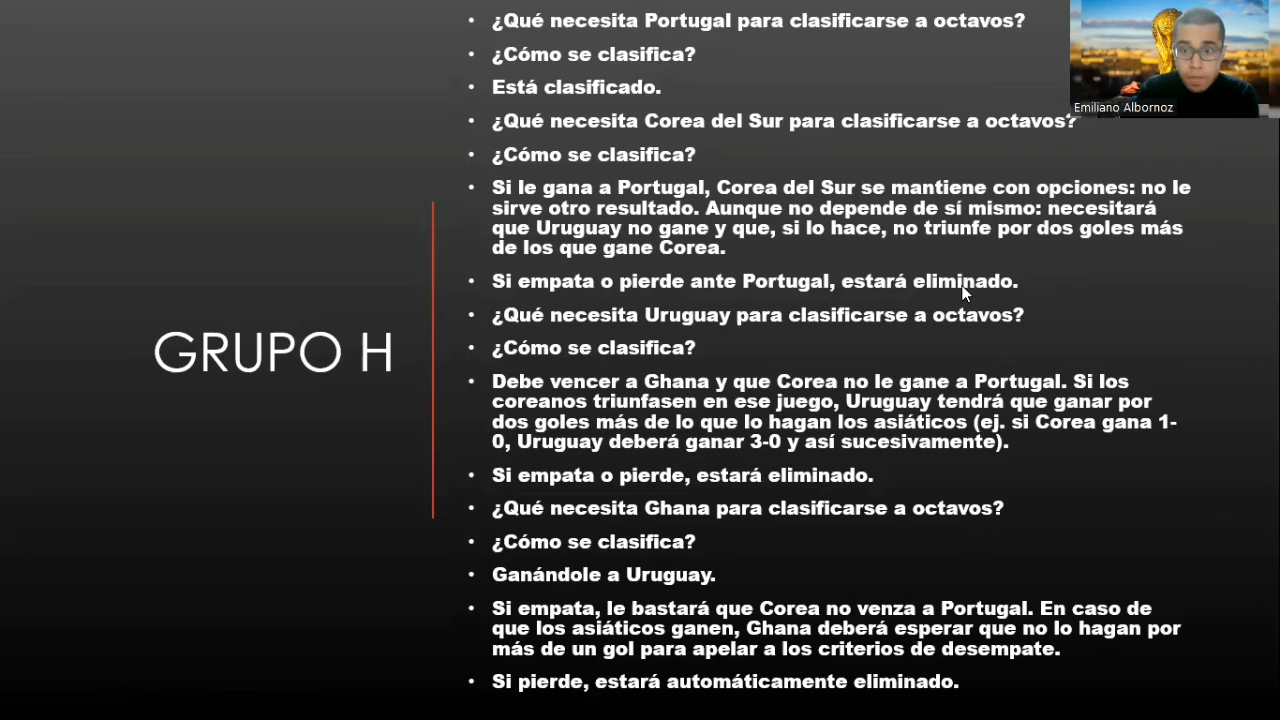 ¿Qué necesita Portugal para clasificarse a octavos?
¿Cómo se clasifica?
Está clasificado.
¿Qué necesita Corea del Sur para clasificarse a octavos?
¿Cómo se clasifica?
Si le gana a Portugal, Corea del Sur se mantiene con opciones: no le
sirve otro resultado. Aunque no depende de sí mismo: necesitará
que Uruguay no gane y que, si lo hace, no triunfe por dos goles más
de los que gane Corea.
Si empata o pierde ante Portugal, estará eliminado.
¿Qué necesita Uruguay para clasificarse a octavos?
¿Cómo se clasifica?
Debe vencer a Ghana y que Corea no le gane a Portugal. Si los
coreanos triunfasen en ese juego, Uruguay tendrá que ganar por
dos goles más de lo que lo hagan los asiáticos (ej. si Corea gana 1-
0, Uruguay deberá ganar 3-0 y así sucesivamente).
Si empata o pierde, estará eliminado.
¿Qué necesita Ghana para clasificarse a octavos?
¿Cómo se clasifica?
Ganándole a Uruguay.
Si empata, le bastará que Corea no venza a Portugal. En caso de
que los asiáticos ganen, Ghana deberá esperar que no lo hagan por
más de un gol para apelar a los criterios de desempate.
Si pierde, estará automáticamente eliminado.
GRUPO H
Emiliano Albornoz